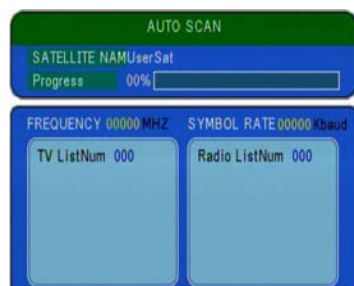 AUTO SCAN
SATELLITE NAMUserSat
Progress 00%
FREQUENCY 00000 MHZ SYMBOL RATE 00000 Kbaud
TV ListNum 000
Radio ListNum 000